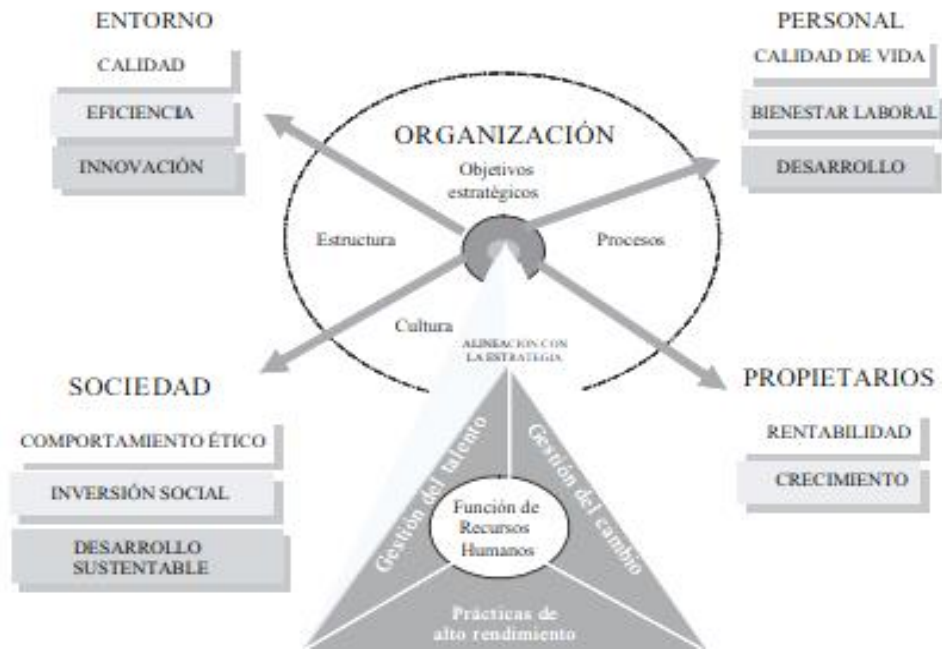 ENTORNO
CALIDAD
EFICIENCIA
INNOVACIÓN
PERSONAL
CALIDAD DE VIDA
BIENESTAR LABORAL
DESARROLLO
ORGANIZACIÓN
Objetivos
estratégicos
Estructura
Procesos
Cultura
ALINEACIÓN CON
LA ESTRATEGIA
SOCIEDAD
COMPORTAMIENTO ÉTICO
INVERSIÓN SOCIAL
DESARROLLO
SUSTENTABLE
PROPIETARIOS
RENTABILIDAD
CRECIMIENTO
Gestión del talento
Gestión del cambio
Función de
Recursos
Humanos
Prácticas de
alto rendimiento